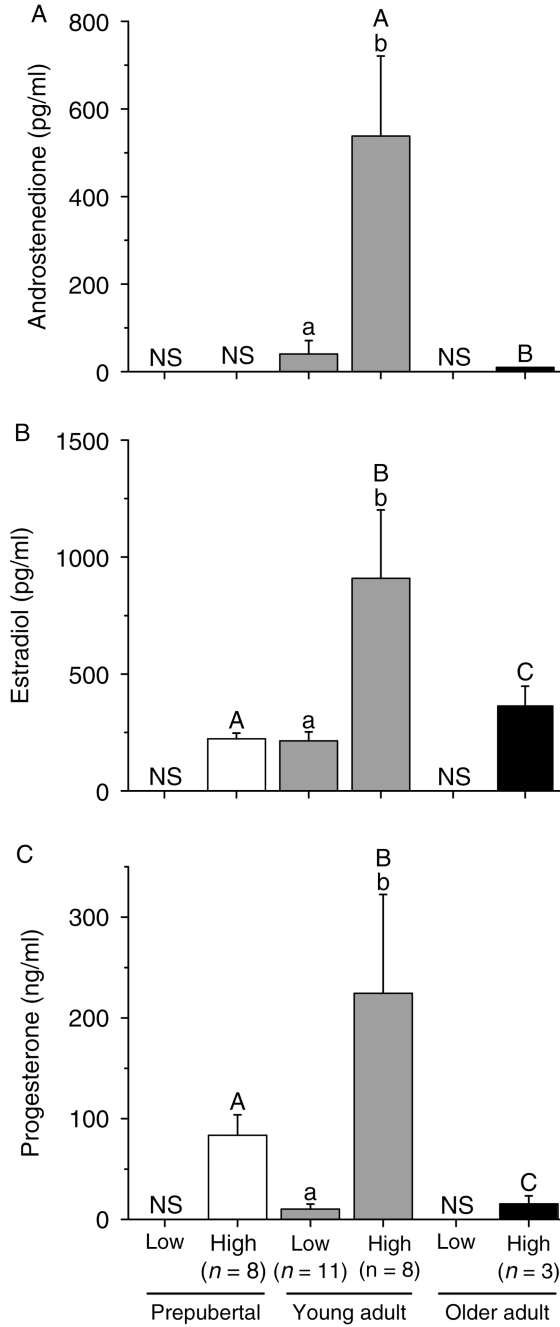 A
Androstenedione (pg/ml)
800
600
400
200
0
NS
NS
a
A
b
NS
B
B
Estradiol (pg/ml)
1500
1000
500
0
NS
A
a
B
b
NS
C
C
Progesterone (ng/ml)
300
200
100
0
NS
A
a
B
b
NS
C
Low High Low High Low High
(n = 8) (n = 11) (n = 8) (n = 3)
Prepubertal Young adult Older adult